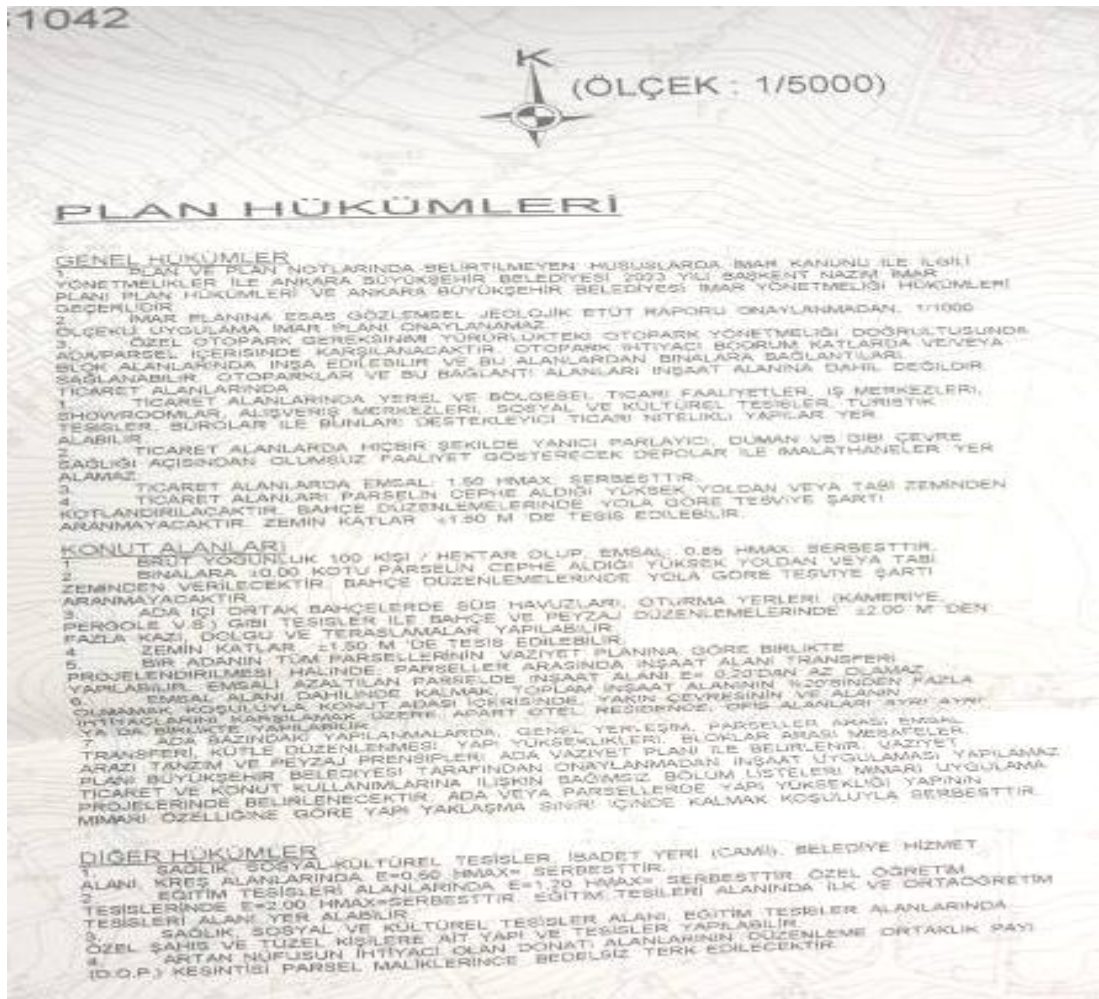 1042
K
(ÖLÇEK : 1/5000)
PLAN HÜKÜMLERİ
GENEL HÜKÜMLER
1. PLAN VE PLAN NOTLARINDA BELİRTİLMEYEN HUSUSLARDA İMAR KANUNU İLE İLGİLİ
YÖNETMELİKLER İLE ANKARA BÜYÜKŞEHİR BELEDİYESİ 2023 YILI BAŞKENT NAZIM İMAR
PLANI PLAN HÜKÜMLERİ VE ANKARA BÜYÜKŞEHİR BELEDİYESİ İMAR YÖNETMELİĞİ HÜKÜMLERİ
GEÇERLİDİR
2. İMAR PLANINA ESAS GÖZLEMSEL JEOLOJİK ETÜT RAPORU ONAYLANMADAN, 1/1000
ÖLÇEKLİ UYGULAMA İMAR PLANI ONAYLANAMAZ
3. ÖZEL OTOPARK GEREKSİNİMİ YÜRÜRLÜKTEKİ OTOPARK YÖNETMELİĞİ DOĞRULTUSUNDA
ADA/PARSEL İÇERİSİNDE KARŞILANACAKTIR. OTOPARK İHTİYACI BODRUM KATLARDA VE/VEYA
BLOK ALANLARINDA İNŞA EDİLEBİLİR VE BU ALANLARDAN BİNALARA BAĞLANTILARI
SAĞLANABİLİR. OTOPARKLAR VE BU BAĞLANTI ALANLARI İNŞAAT ALANINA DAHİL DEĞİLDİR
TİCARET ALANLARINDA
1. TİCARET ALANLARINDA YEREL VE BÖLGESEL TİCARİ FAALİYETLER, İŞ MERKEZLERİ,
SHOWROOMLAR, ALIŞVERİŞ MERKEZLERİ, SOSYAL VE KÜLTÜREL TESİSLER, TURİSTİK
TESİSLER, BÜROLAR İLE BUNLARI DESTEKLEYİCİ TİCARİ NİTELİKLİ YAPILAR YER
ALABİLİR
2. TİCARET ALANLARDA HİÇBİR ŞEKİLDE YANICI PARLAYICI, DUMAN VB GİBİ ÇEVRE
SAĞLIĞI AÇISINDAN OLUMSUZ FAALİYET GÖSTERECEK DEPOLAR İLE İMALATHANELER YER
ALAMAZ
3. TİCARET ALANLARDA EMSAL: 1.50 HMAX: SERBESTTİR.
4. TİCARET ALANLARI PARSELİN CEPHE ALDIĞI YÜKSEK YOLDAN VEYA TABİ ZEMİNDEN
KOTLANDIRILACAKTIR. BAHÇE DÜZENLEMELERİNDE YOLA GÖRE TESVİYE ŞARTI
ARANMAYACAKTIR. ZEMİN KATLAR ±1.50 M 'DE TESİS EDİLEBİLİR.
KONUT ALANLARI
1. BRÜT YOĞUNLUK 100 KİŞİ / HEKTAR OLUP, EMSAL: 0.85 HMAX: SERBESTTİR.
2. BİNALARA ±0.00 KOTU PARSELİN CEPHE ALDIĞI YÜKSEK YOLDAN VEYA TABİ
ZEMİNDEN VERİLECEKTİR. BAHÇE DÜZENLEMELERİNDE YOLA GÖRE TESVİYE ŞARTI
ARANMAYACAKTIR
3. ADA İÇİ ORTAK BAHÇELERDE SÜS HAVUZLARI, OTURMA YERLERİ (KAMERİYE,
PERGOLE V.S.) GİBİ TESİSLER İLE BAHÇE VE PEYZAJ DÜZENLEMELERİNDE ±2.00 M 'DEN
FAZLA KAZI, DOLGU VE TERASLAMALAR YAPILABİLİR
4. ZEMİN KATLAR ±1.50 M 'DE TESİS EDİLEBİLİR.
5. BİR ADANIN TÜM PARSELLERİNİN VAZİYET PLANINA GÖRE BİRLİKTE
PROJELENDİRİLMESİ HALİNDE, PARSELLER ARASINDA İNŞAAT ALANI TRANSFERİ
YAPILABİLİR. EMSALİ AZALTILAN PARSELDE İNŞAAT ALANI E= 0.20'DAN AZ OLAMAZ
6. EMSAL ALANI DAHİLİNDE KALMAK, TOPLAM İNŞAAT ALANININ %20'SİNDEN FAZLA
OLMAMAK KOŞULUYLA KONUT ADASI İÇERİSİNDE, YAKIN ÇEVRESİNİN VE ALANIN
İHTİYAÇLARINI KARŞILAMAK ÜZERE, APART OTEL, RESIDENCE, OFİS ALANLARI AYRI AYRI
YA DA BİRLİKTE YAPILABİLİR
7. ADA BAZINDAKİ YAPILANMALARDA, GENEL YERLEŞİM, PARSELLER ARASI EMSAL
TRANSFERİ, KÜTLE DÜZENLENMESİ, YAPI YÜKSEKLİKLERİ, BLOKLAR ARASI MESAFELER,
ARAZİ TANZİM VE PEYZAJ PRENSİPLERİ ADA VAZİYET PLANI İLE BELİRLENİR. VAZİYET
PLANI BÜYÜKŞEHİR BELEDİYESİ TARAFINDAN ONAYLANMADAN İNŞAAT UYGULAMASI YAPILAMAZ
TİCARET VE KONUT KULLANIMLARINA İLİŞKİN BAĞIMSIZ BÖLÜM LİSTELERİ MİMARİ UYGULAMA
PROJELERİNDE BELİRLENECEKTİR. ADA VEYA PARSELLERDE YAPI YÜKSEKLİĞİ YAPININ
MİMARİ ÖZELLİĞİNE GÖRE YAPI YAKLAŞMA SINIRI İÇİNDE KALMAK KOŞULUYLA SERBESTTİR.
DİĞER HÜKÜMLER
1. SAĞLIK, SOSYAL-KÜLTÜREL TESİSLER, İBADET YERİ (CAMİİ), BELEDİYE HİZMET
ALANI, KREŞ ALANLARINDA E=0.60 HMAX= SERBESTTİR.
2. EĞİTİM TESİSLERİ ALANLARINDA E=1.20 HMAX= SERBESTTİR ÖZEL ÖĞRETİM
TESİSLERİNDE E=2.00 HMAX=SERBESTTİR. EĞİTİM TESİLERİ ALANINDA İLK VE ORTAÖĞRETİM
TESİSLERİ ALANI YER ALABİLİR
3. SAĞLIK, SOSYAL VE KÜLTÜREL TESİSLER ALANI, EĞİTİM TESİSLER ALANLARINDA
ÖZEL ŞAHIS VE TÜZEL KİŞİLERE AİT YAPI VE TESİSLER YAPILABİLİR.
4. ARTAN NÜFUSUN İHTİYACI OLAN DONATI ALANLARININ DÜZENLEME ORTAKLIK PAYI
(D.O.P.) KESİNTİSİ PARSEL MALİKLERİNCE BEDELSİZ TERK EDİLECEKTİR.